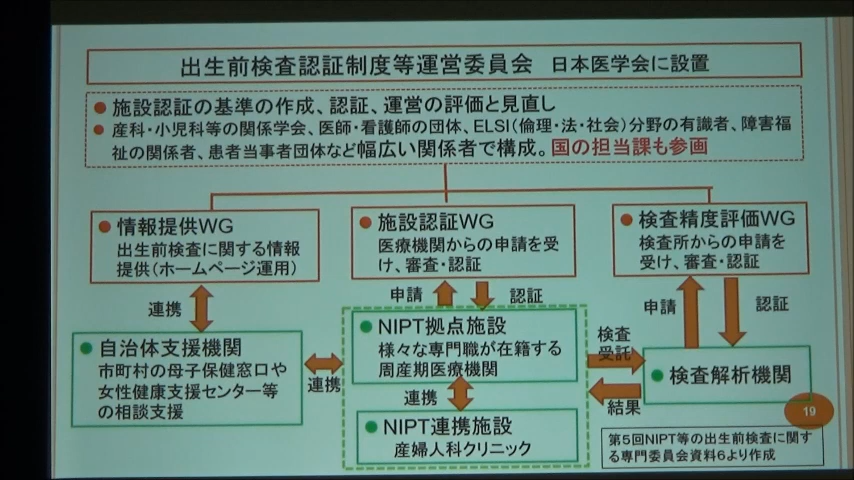 出生前検査認証制度等運営委員会 日本医学会に設置
● 施設認証の基準の作成、認証、運営の評価と見直し
● 産科・小児科等の関係学会、医師・看護師の団体、ELSI(倫理・法・社会)分野の有識者、障害福
祉の関係者、患者当事者団体など幅広い関係者で構成。国の担当課も参画
● 情報提供WG
出生前検査に関する情報
提供(ホームページ運用)
● 施設認証WG
医療機関からの申請を受
け、審査・認証
● 検査精度評価WG
検査所からの申請を
受け、審査・認証
連携
申請
認証
申請
認証
● 自治体支援機関
市町村の母子保健窓口や
女性健康支援センター等
の相談支援
連携
● NIPT拠点施設
様々な専門職が在籍する
周産期医療機関
連携
● NIPT連携施設
産婦人科クリニック
検査
受託
結果
● 検査解析機関
19
第5回NIPT等の出生前検査に関す
る専門委員会資料6より作成